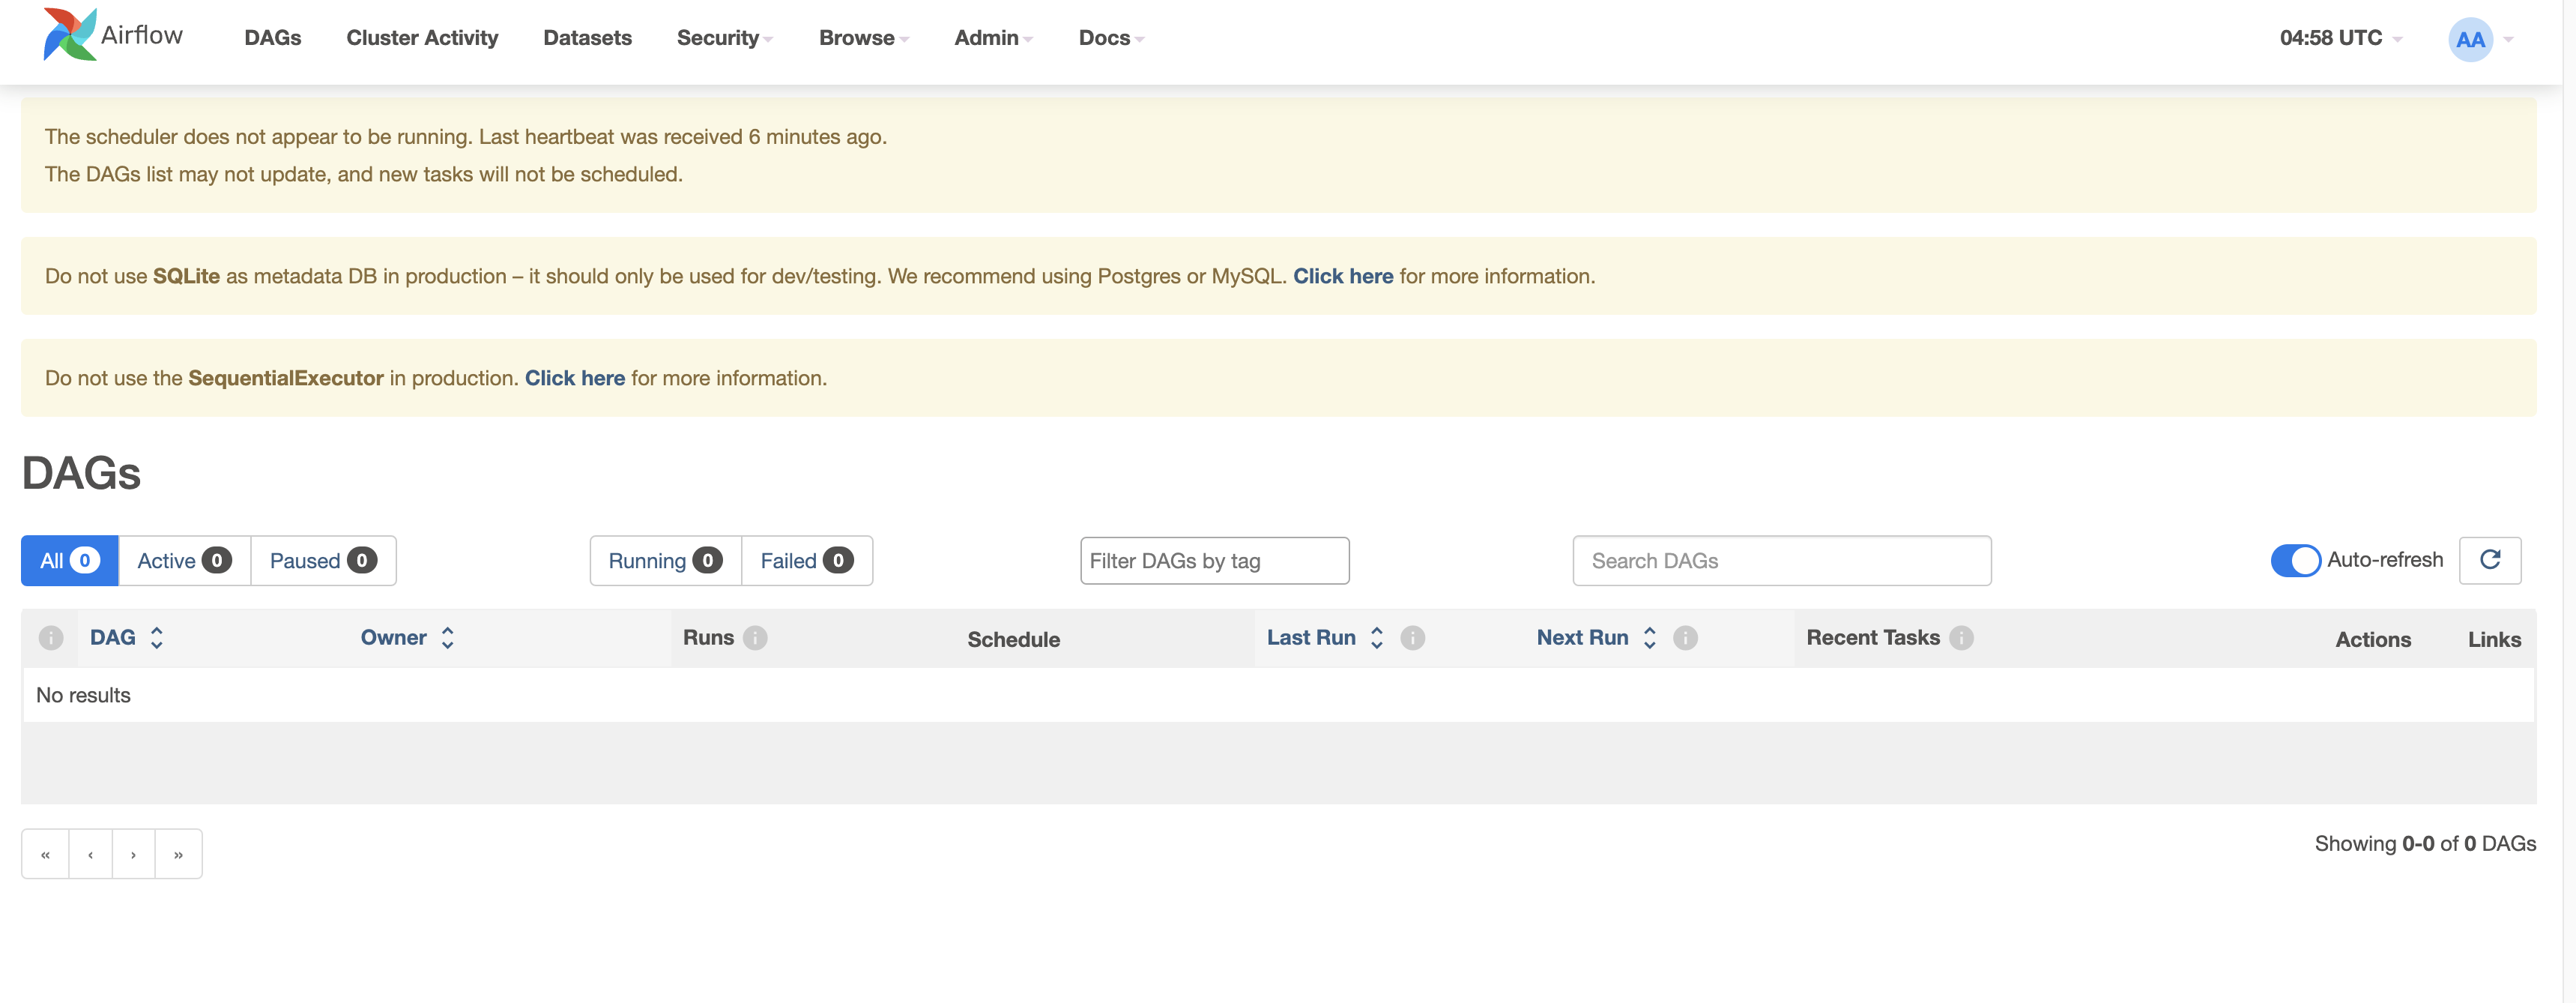 Airflow DAGs Cluster Activity Datasets Security Browse Admin Docs 04:58 UTC AA
The scheduler does not appear to be running. Last heartbeat was received 6 minutes ago.
The DAGs list may not update, and new tasks will not be scheduled.
Do not use SQLite as metadata DB in production – it should only be used for dev/testing. We recommend using Postgres or MySQL. Click here for more information.
Do not use the SequentialExecutor in production. Click here for more information.
DAGs
All 0 Active 0 Paused 0 Running 0 Failed 0 Filter DAGs by tag Search DAGs Auto-refresh
i DAG Owner Runs i Schedule Last Run i Next Run i Recent Tasks i Actions Links
No results
« ‹ › » Showing 0-0 of 0 DAGs